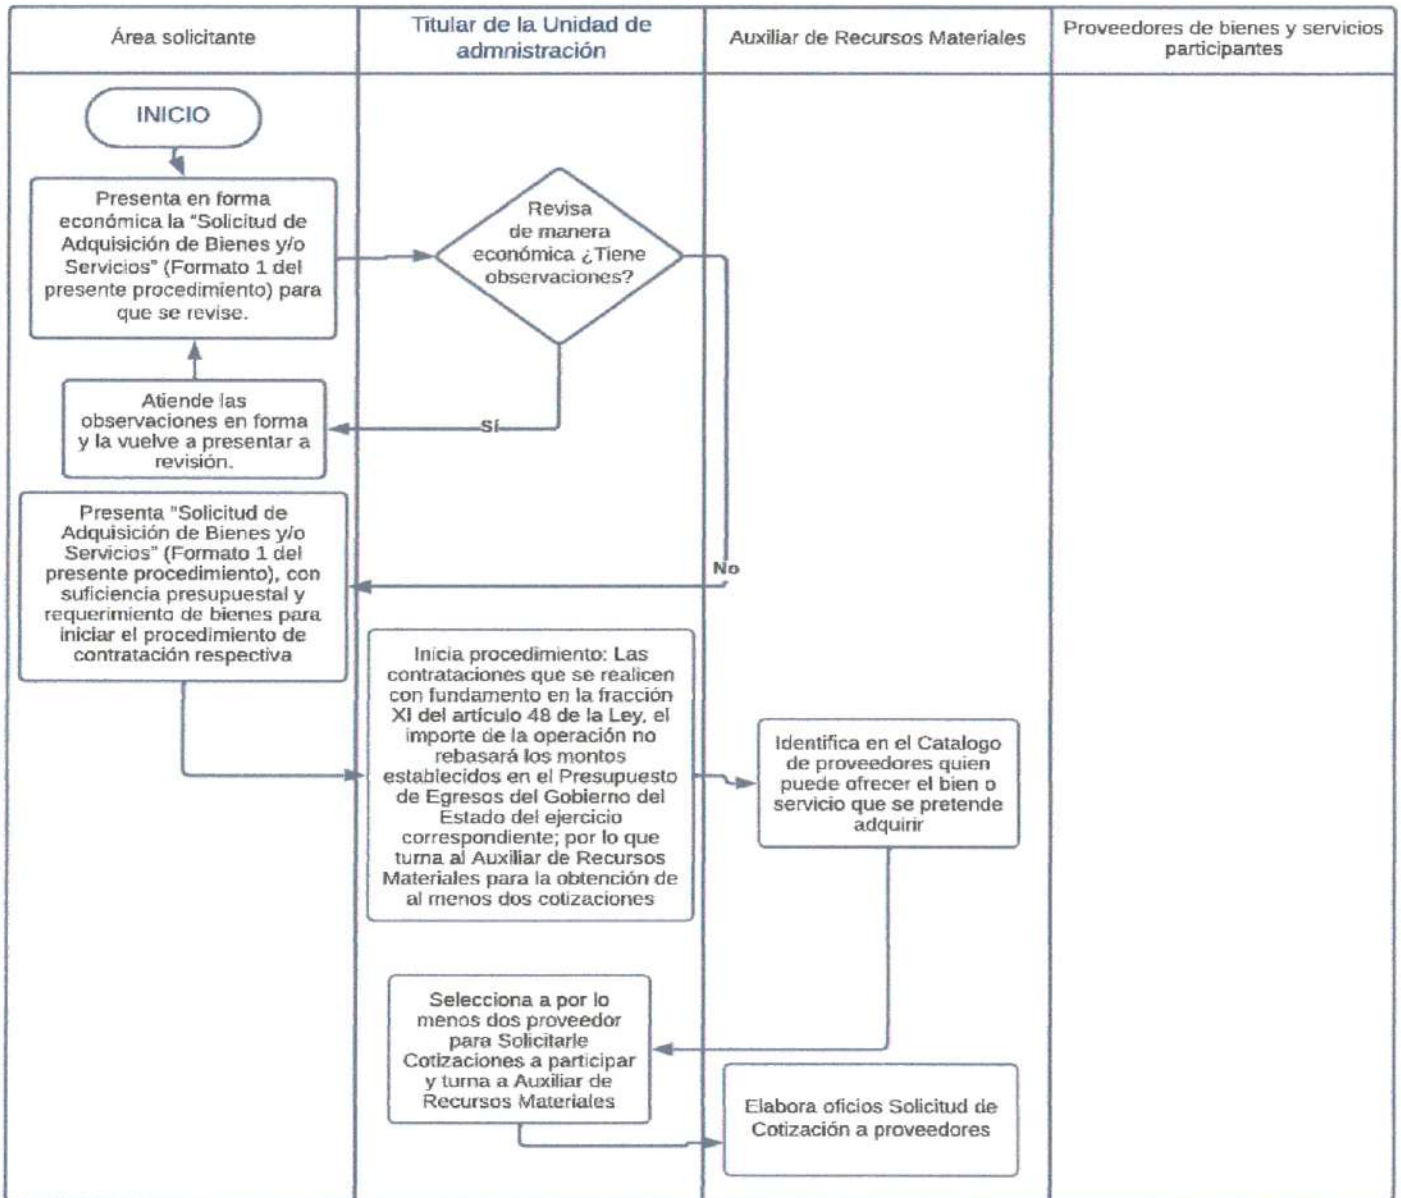 Área solicitante
Titular de la Unidad de
admnistración
Auxiliar de Recursos Materiales
Proveedores de bienes y servicios
participantes
INICIO
Presenta en forma
económica la "Solicitud de
Adquisición de Bienes y/o
Servicios" (Formato 1 del
presente procedimiento) para
que se revise.
Revisa
de manera
económica ¿Tiene
observaciones?
Atiende las
observaciones en forma
y la vuelve a presentar a
revisión.
Sí
No
Presenta "Solicitud de
Adquisición de Bienes y/o
Servicios" (Formato 1 del
presente procedimiento), con
suficiencia presupuestal y
requerimiento de bienes para
iniciar el procedimiento de
contratación respectiva
Inicia procedimiento: Las
contrataciones que se realicen
con fundamento en la fracción
XI del artículo 48 de la Ley, el
importe de la operación no
rebasará los montos
establecidos en el Presupuesto
de Egresos del Gobierno del
Estado del ejercicio
correspondiente; por lo que
turna al Auxiliar de Recursos
Materiales para la obtención de
al menos dos cotizaciones
Identifica en el Catalogo
de proveedores quien
puede ofrecer el bien o
servicio que se pretende
adquirir
Selecciona a por lo
menos dos proveedor
para Solicitarle
Cotizaciones a participar
y turna a Auxiliar de
Recursos Materiales
Elabora oficios Solicitud de
Cotización a proveedores